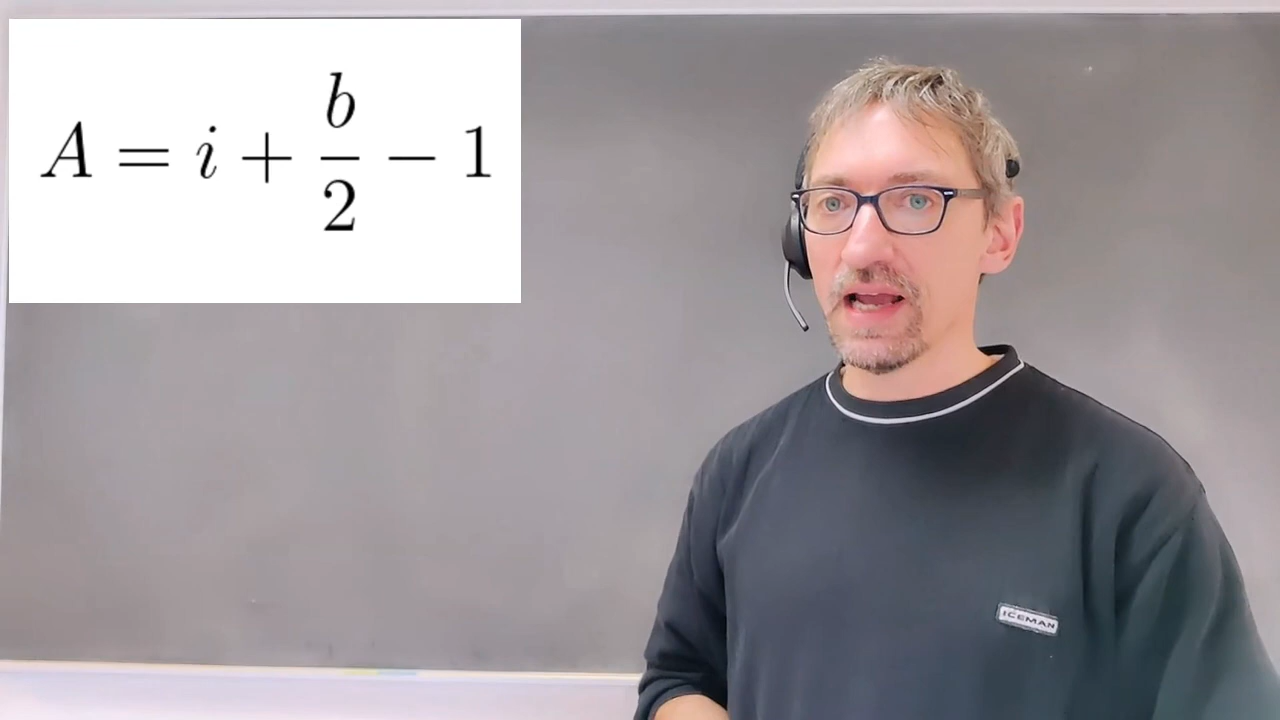 A = i + b/2 − 1
ICEMAN